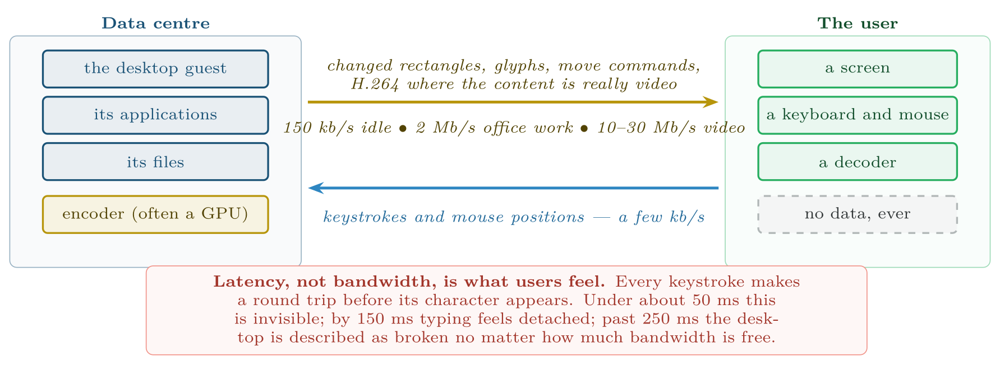 Data centre
the desktop guest
its applications
its files
encoder (often a GPU)
changed rectangles, glyphs, move commands,
H.264 where the content is really video
150 kb/s idle • 2 Mb/s office work • 10–30 Mb/s video
keystrokes and mouse positions — a few kb/s
The user
a screen
a keyboard and mouse
a decoder
no data, ever
Latency, not bandwidth, is what users feel. Every keystroke makes
a round trip before its character appears. Under about 50 ms this
is invisible; by 150 ms typing feels detached; past 250 ms the desk-
top is described as broken no matter how much bandwidth is free.